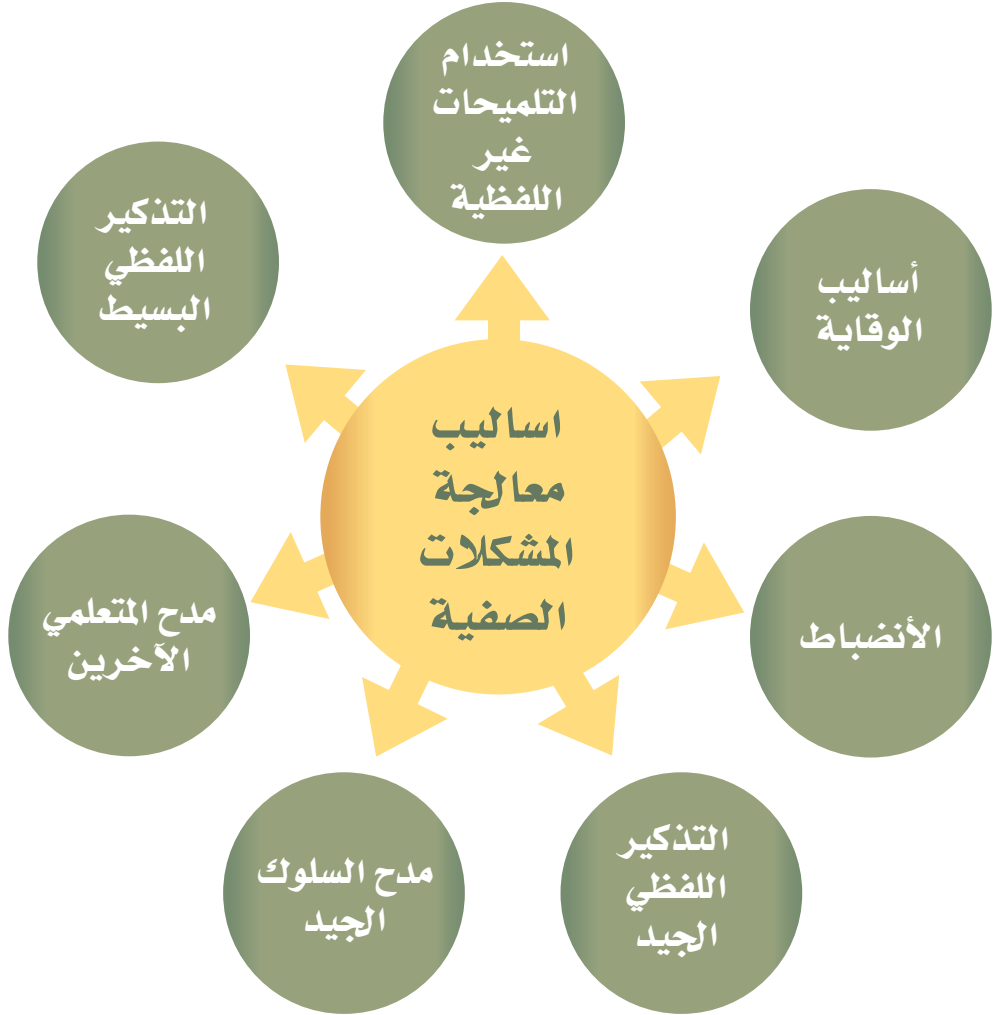 استخدام
التلميحات
غير
اللفظية
أساليب
الوقاية
الأنضباط
التذكير
اللفظي
الجيد
مدح السلوك
الجيد
مدح المتعلمي
الآخرين
التذكير
اللفظي
البسيط
اساليب
معالجة
المشكلات
الصفية